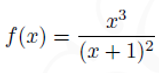 f(x) = x³ / (x + 1)²